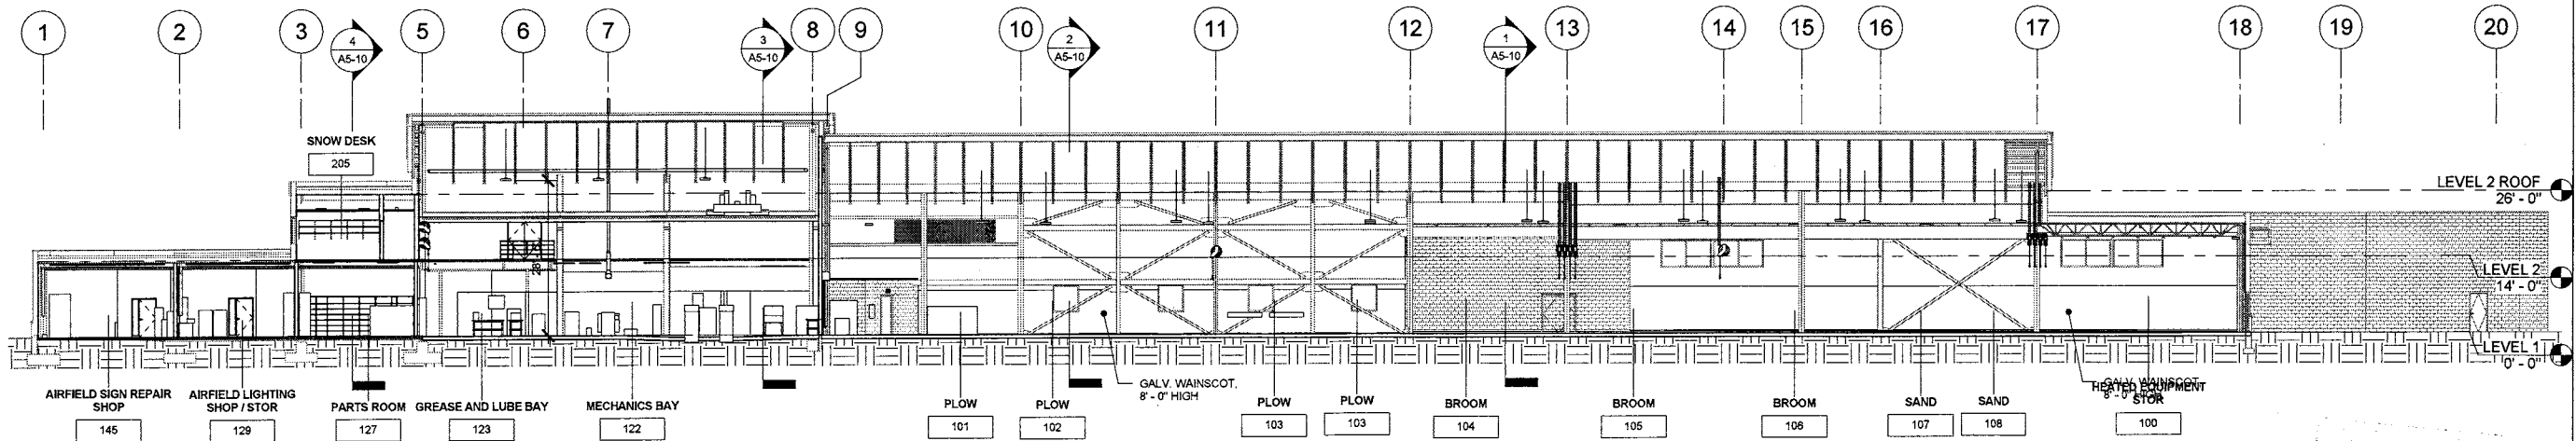 1 2 3 5 6 7 8 9 10 11 12 13 14 15 16 17 18 19 20
4
A5-10
3
A5-10
2
A5-10
1
A5-10
SNOW DESK
205
LEVEL 2 ROOF
26' - 0"
LEVEL 2
14' - 0"
LEVEL 1
0' - 0"
AIRFIELD SIGN REPAIR
SHOP
145
AIRFIELD LIGHTING
SHOP / STOR
129
PARTS ROOM
127
GREASE AND LUBE BAY
123
MECHANICS BAY
122
PLOW
101
PLOW
102
GALV. WAINSCOT,
8' - 0" HIGH
PLOW
103
PLOW
103
BROOM
104
BROOM
105
BROOM
106
SAND
107
SAND
108
GALV. WAINSCOT,
8' - 0" HIGH
HEATED EQUIPMENT
STOR
100